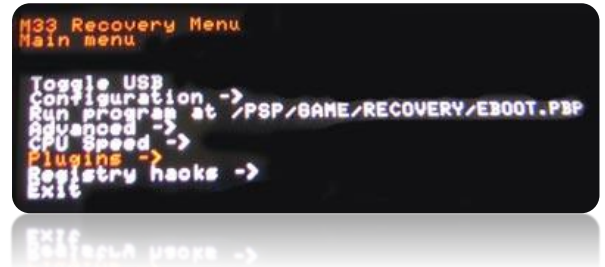 M33 Recovery Menu
Main menu
Toggle USB
Configuration ->
Run program at /PSP/GAME/RECOVERY/EBOOT.PBP
Advanced ->
CPU Speed ->
Plugins ->
Registry hacks ->
Exit